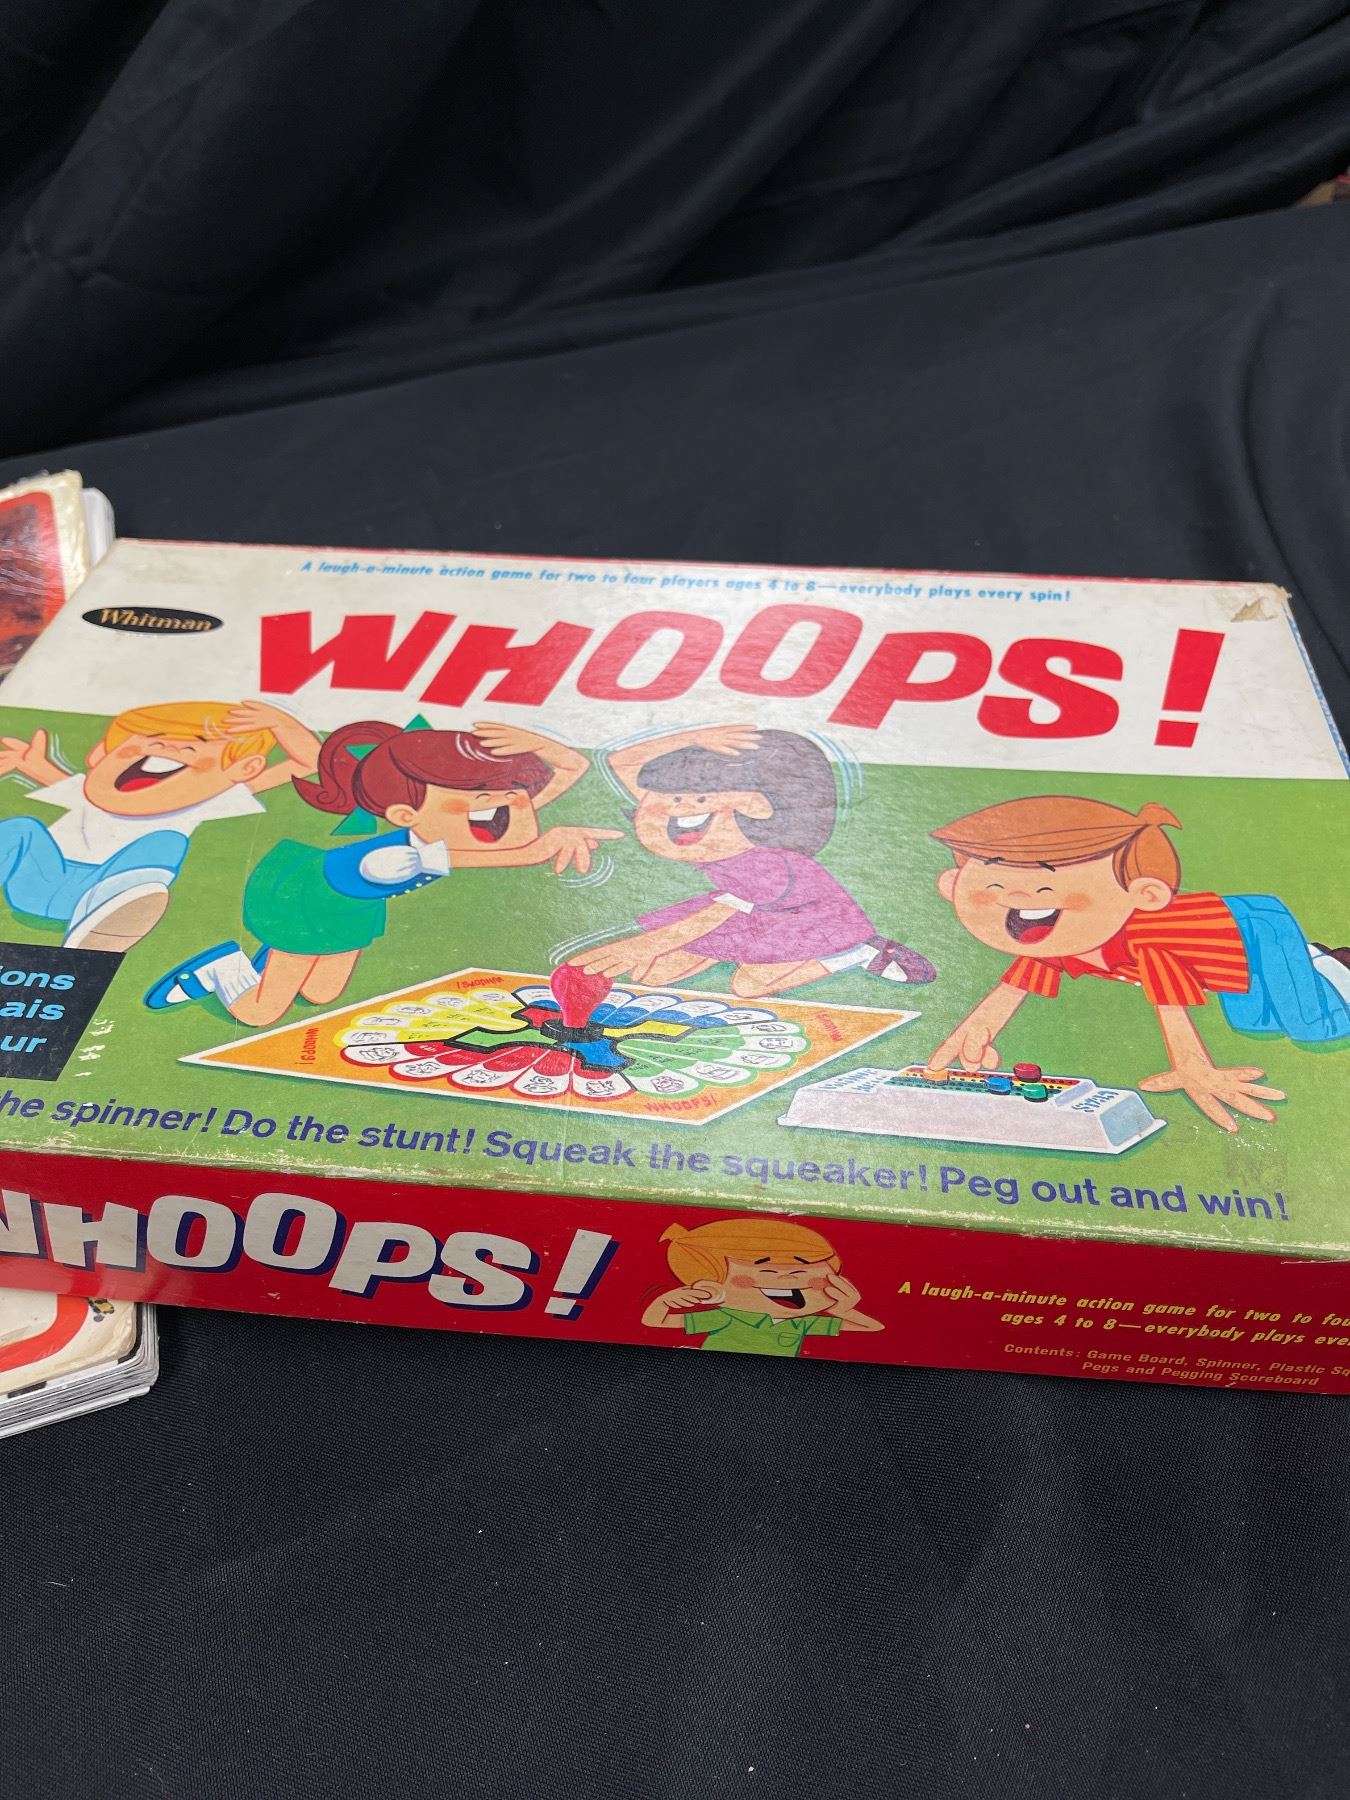 A laugh-a-minute action game for two to four players ages 4 to 8—everybody plays every spin!
Whitman
WHOOPS!
ons
ais
ur
WHOOPS!
WHOOPS!
WHOOPS!
he spinner! Do the stunt! Squeak the squeaker! Peg out and win!
WHOOPS!
A laugh-a-minute action game for two to fou
ages 4 to 8—everybody plays eve
Contents: Game Board, Spinner, Plastic Sq
Pegs and Pegging Scoreboard